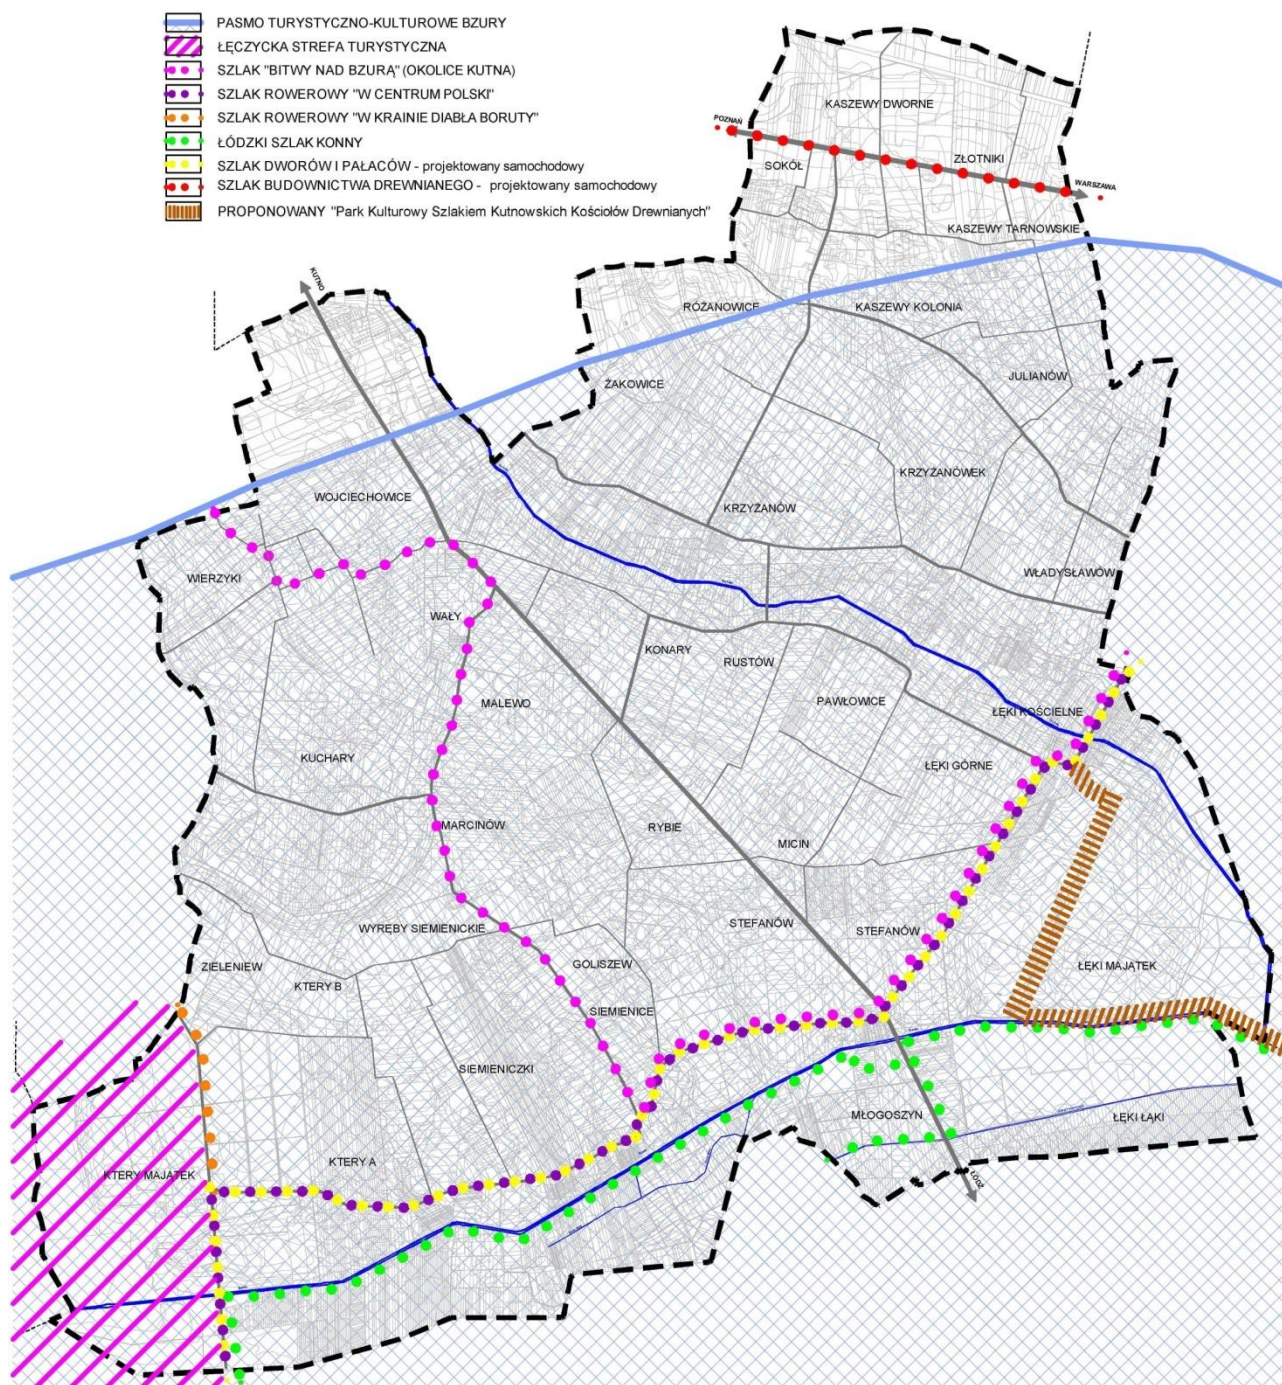 PASMO TURYSTYCZNO-KULTUROWE BZURY
ŁĘCZYCKA STREFA TURYSTYCZNA
SZLAK "BITWY NAD BZURĄ" (OKOLICE KUTNA)
SZLAK ROWEROWY "W CENTRUM POLSKI"
SZLAK ROWEROWY "W KRAINIE DIABŁA BORUTY"
ŁÓDZKI SZLAK KONNY
SZLAK DWORÓW I PAŁACÓW - projektowany samochodowy
SZLAK BUDOWNICTWA DREWNIANEGO - projektowany samochodowy
PROPONOWANY "Park Kulturowy Szlakiem Kutnowskich Kościołów Drewnianych"
KASZEWY DWORNE
POZNAŃ
SOKÓŁ
ZŁOTNIKI
WARSZAWA
KASZEWY TARNOWSKIE
KUTNO
RÓŻANOWICE
KASZEWY KOLONIA
ŻAKOWICE
JULIANÓW
KRZYŻANÓWEK
WOJCIECHOWICE
KRZYŻANÓW
WIERZYKI
WŁADYSŁAWÓW
WAŁY
KONARY
RUSTÓW
MALEWO
PAWŁOWICE
ŁĘKI KOŚCIELNE
KUCHARY
ŁĘKI GÓRNE
MARCINÓW
RYBIE
MICIN
STEFANÓW
STEFANÓW
WYRĘBY SIEMIENICKIE
ZIELENIEW
GOLISZEW
ŁĘKI MAJĄTEK
KTERY B
SIEMIENICE
SIEMIENICZKI
MŁOGOSZYN
ŁĘKI ŁĄKI
KTERY A
KTERY MAJĄTEK
ŁÓDŹ